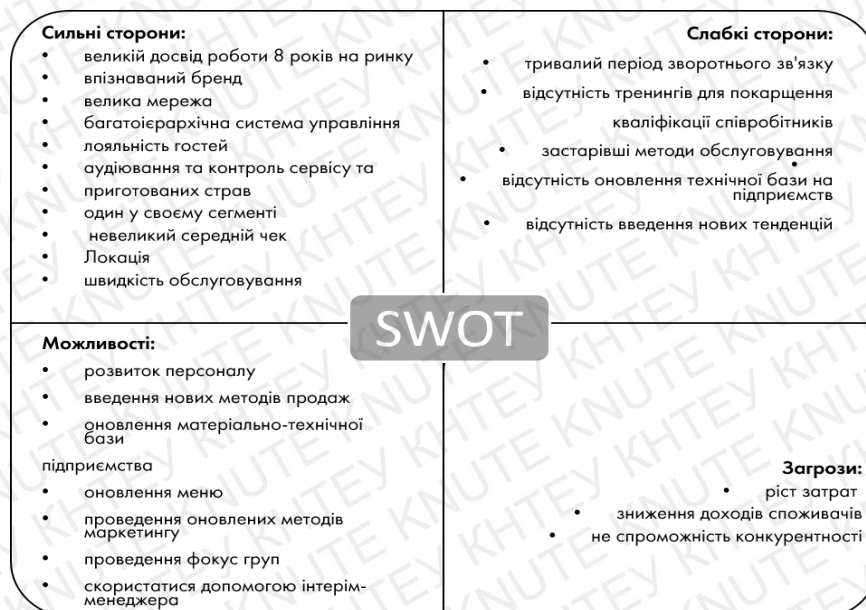 Сильні сторони:
• великій досвід роботи 8 років на ринку
• впізнаваний бренд
• велика мережа
• багатоієрархічна система управління
• лояльність гостей
• аудіювання та контроль сервісу та
• приготованих страв
• один у своєму сегменті
• невеликий середній чек
• Локація
• швидкість обслуговування
Слабкі сторони:
• тривалий період зворотнього зв'язку
• відсутність тренингів для покарщення
кваліфікації співробітників
• застарівші методи обслуговування
•
• відсутність оновлення технічної бази на
підприємств
• відсутність введення нових тенденцій
SWOT
Можливості:
• розвиток персоналу
• введення нових методів продаж
• оновлення матеріально-технічної
бази
підприємства
• оновлення меню
• проведення оновлених методів
маркетингу
• проведення фокус груп
• скористатися допомогою інтерім-
менеджера
Загрози:
• ріст затрат
• зниження доходів споживачів
• не спроможність конкурентності
KNUTE КНТЕУ